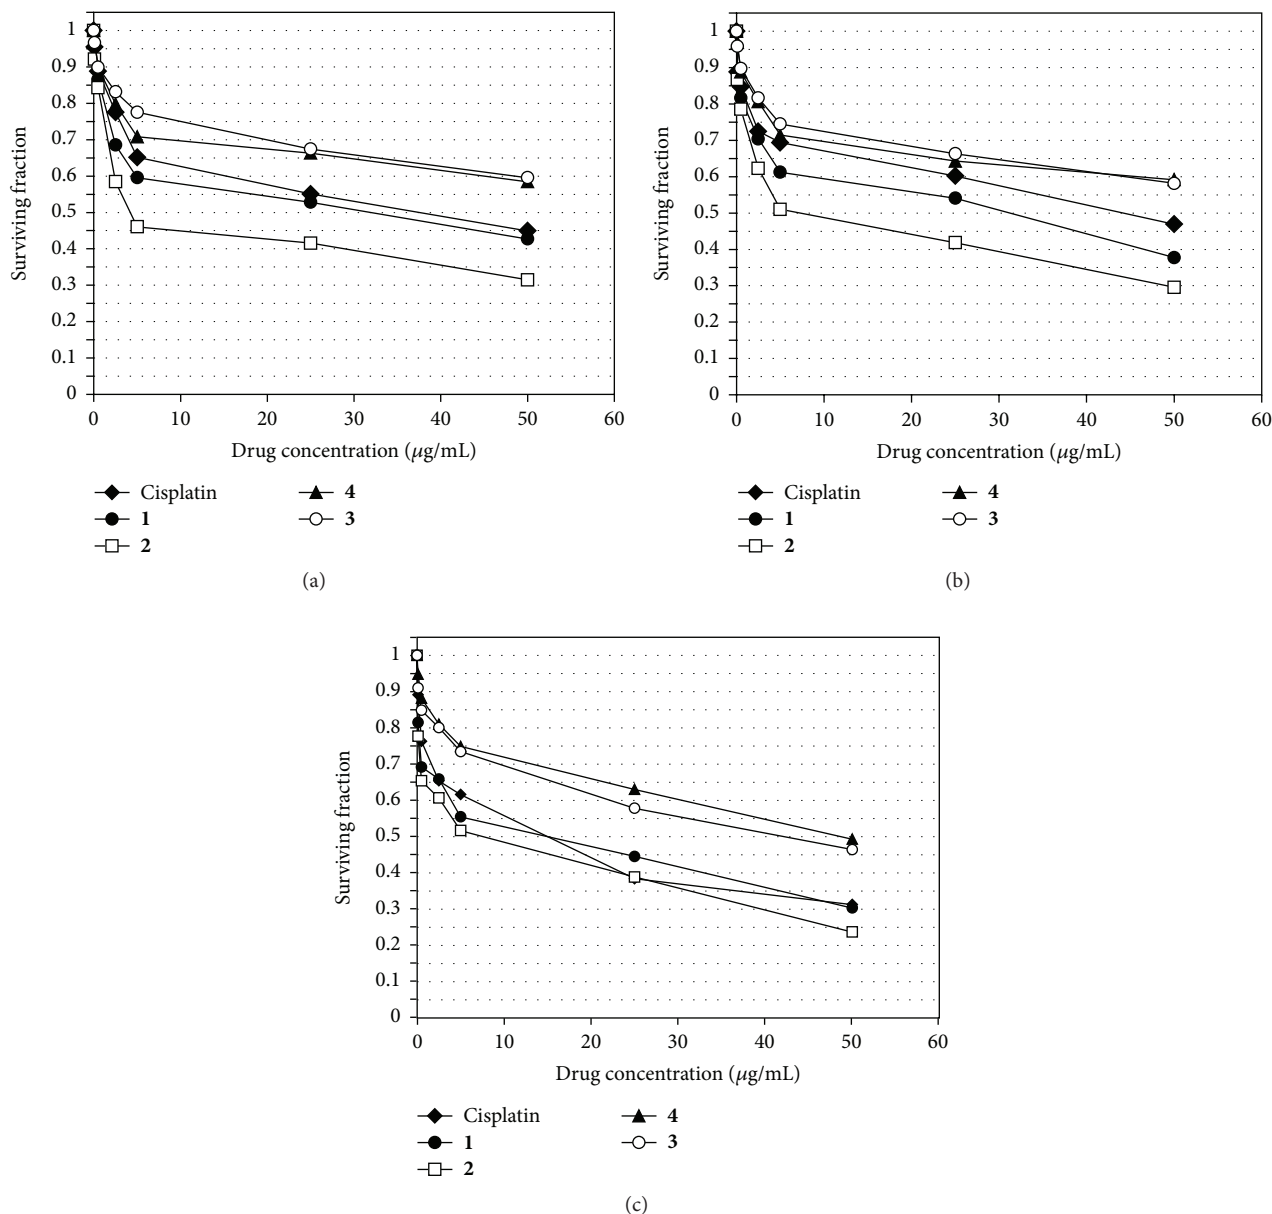 1
0.9
0.8
0.7
0.6
0.5
0.4
0.3
0.2
0.1
0
Surviving fraction
0 10 20 30 40 50 60
Drug concentration (μg/mL)
Cisplatin 4
1 3
2
(a)
1
0.9
0.8
0.7
0.6
0.5
0.4
0.3
0.2
0.1
0
Surviving fraction
0 10 20 30 40 50 60
Drug concentration (μg/mL)
Cisplatin 4
1 3
2
(b)
1
0.9
0.8
0.7
0.6
0.5
0.4
0.3
0.2
0.1
0
Surviving fraction
0 10 20 30 40 50 60
Drug concentration (μg/mL)
Cisplatin 4
1 3
2
(c)